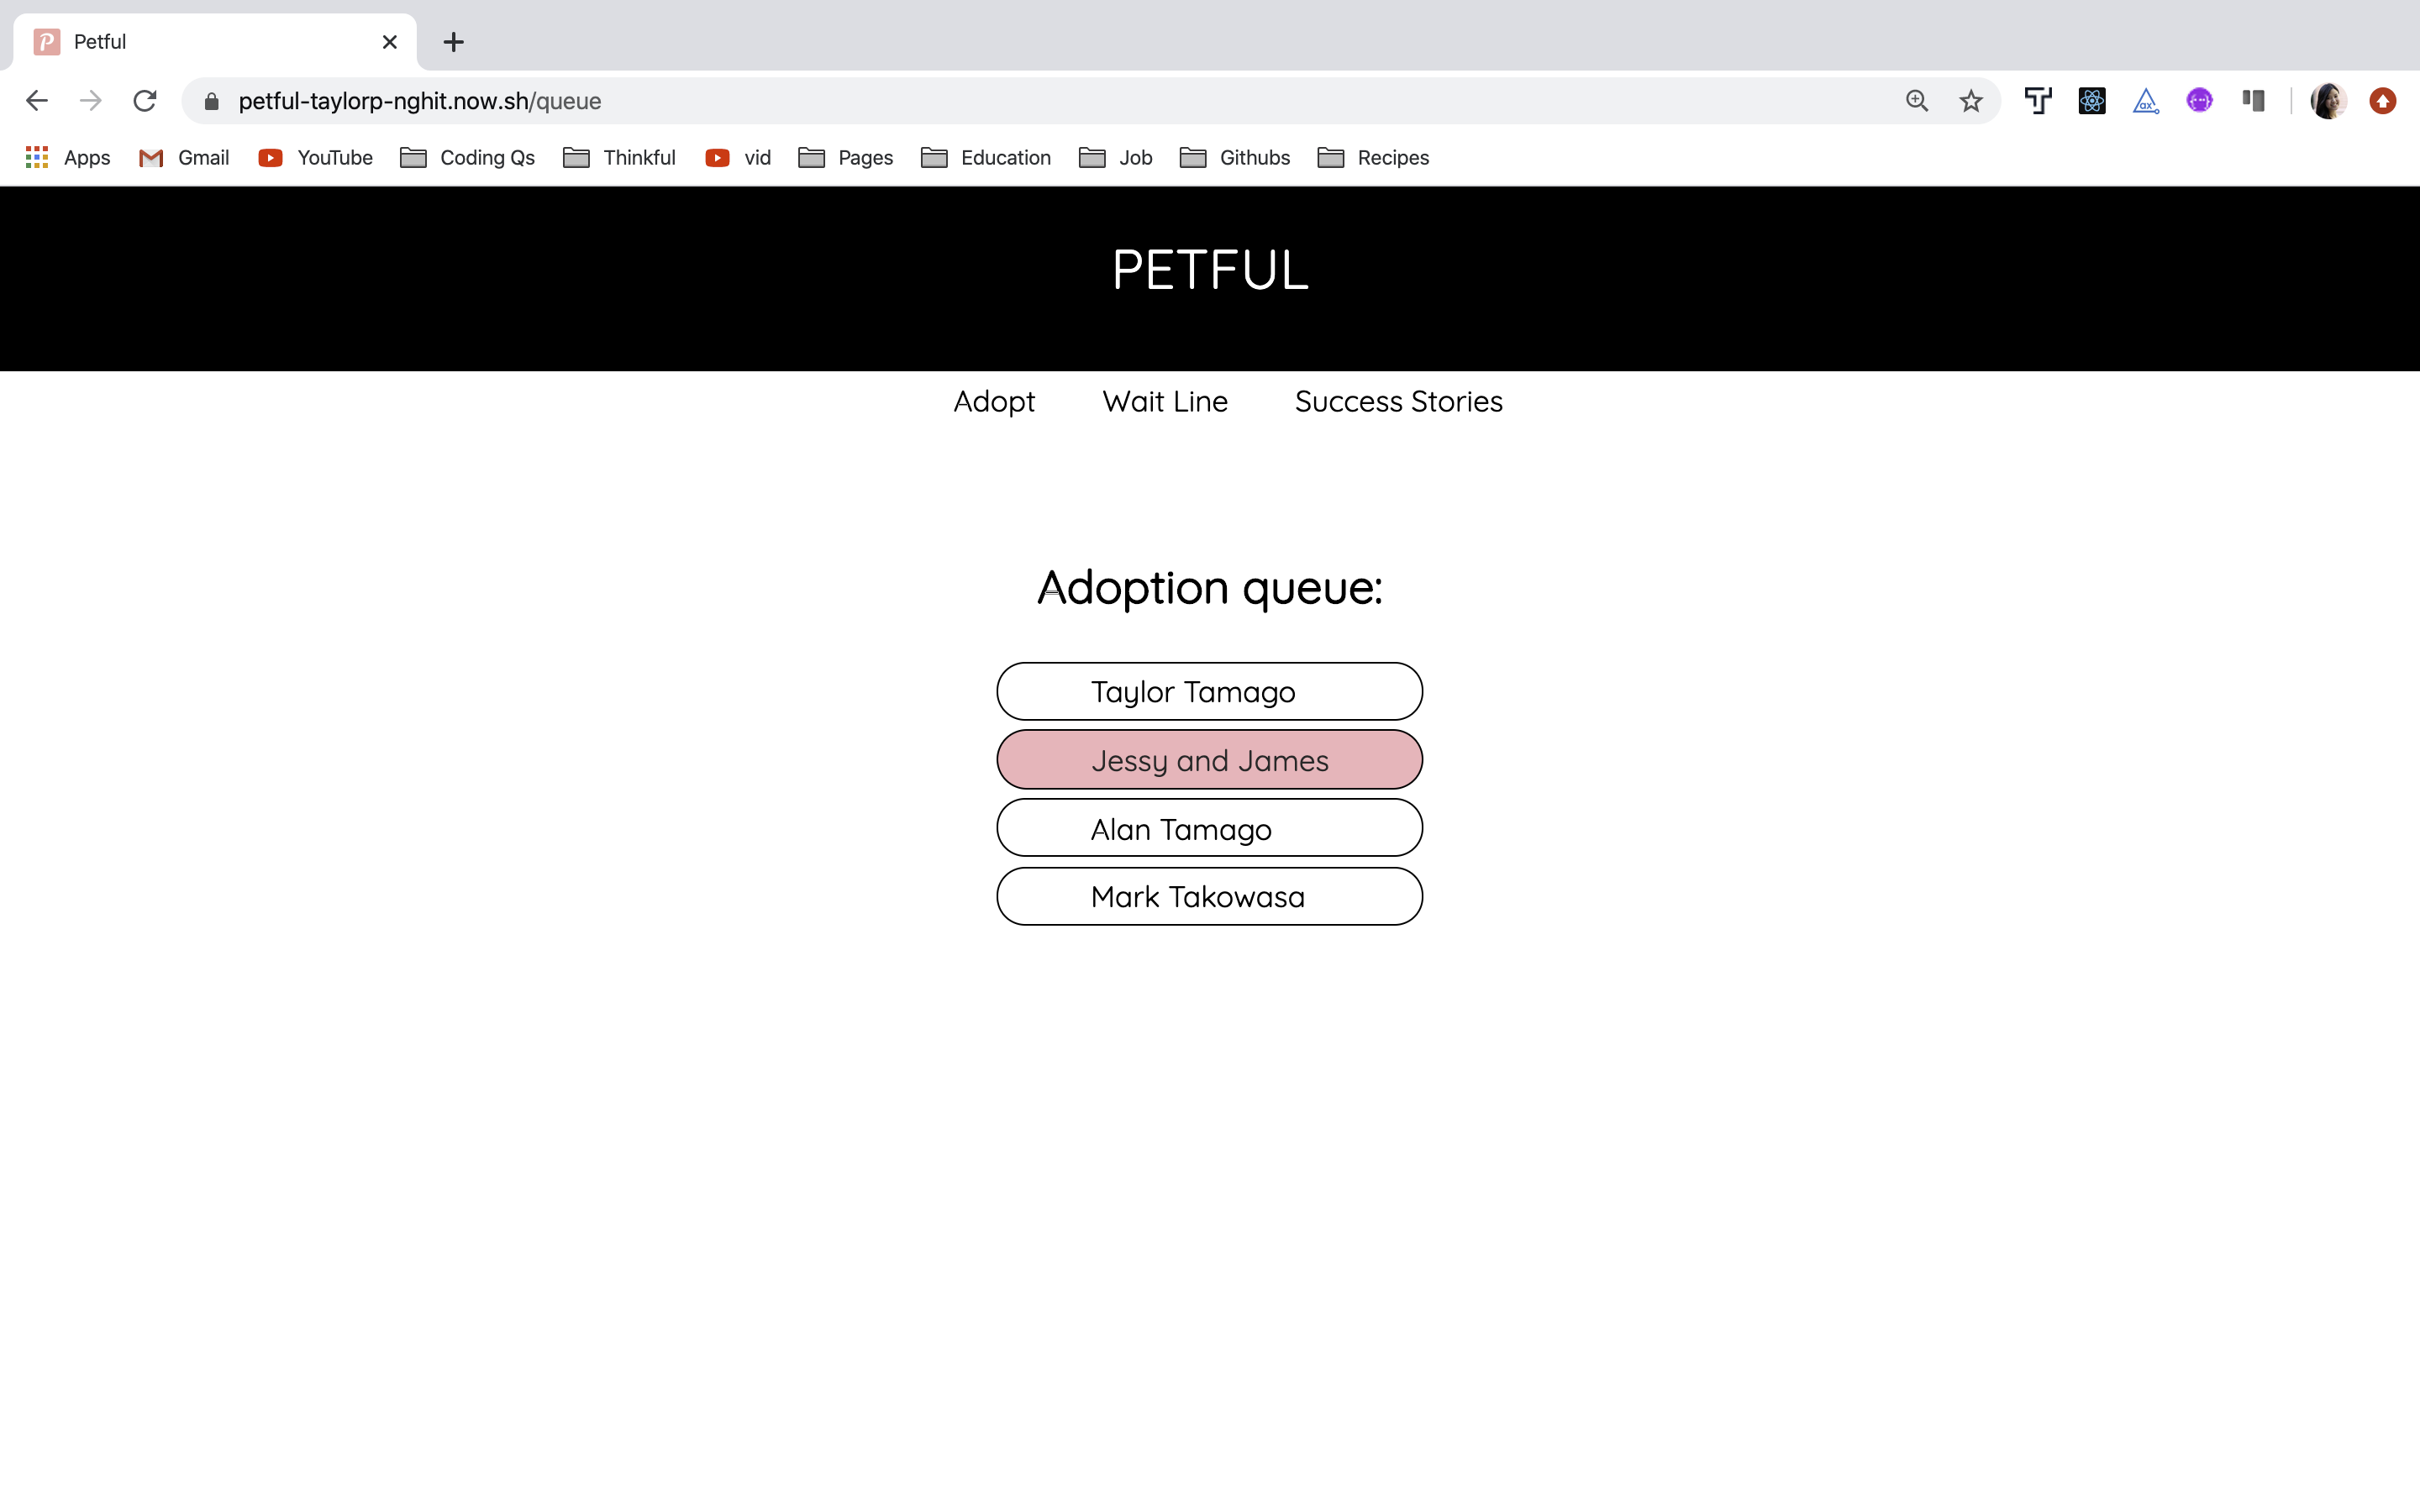 P Petful
petful-taylorp-nghit.now.sh/queue
Apps Gmail YouTube Coding Qs Thinkful vid Pages Education Job Githubs Recipes
PETFUL
Adopt Wait Line Success Stories
Adoption queue:
Taylor Tamago
Jessy and James
Alan Tamago
Mark Takowasa